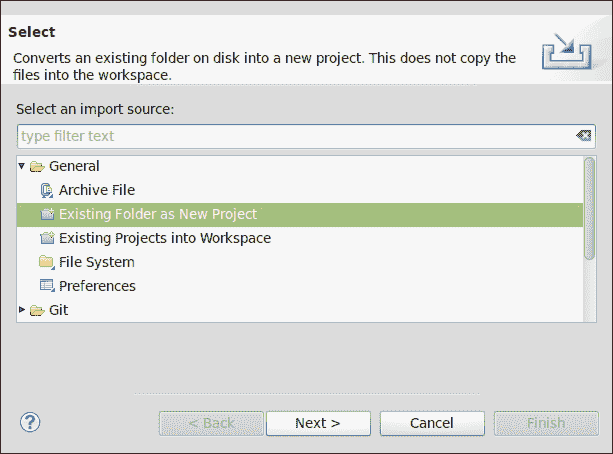 Select
Converts an existing folder on disk into a new project. This does not copy the
files into the workspace.
Select an import source:
type filter text
General
Archive File
Existing Folder as New Project
Existing Projects into Workspace
File System
Preferences
Git
?
< Back
Next >
Cancel
Finish